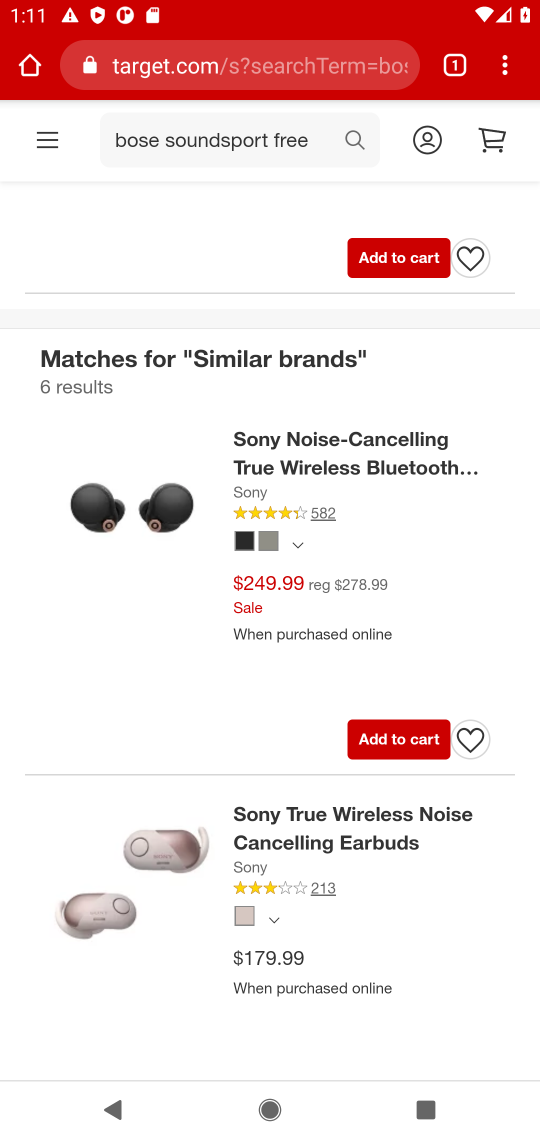 1:11
target.com/s?searchTerm=bos
1
bose soundsport free
Add to cart
Matches for "Similar brands"
6 results
Sony Noise-Cancelling
True Wireless Bluetooth...
Sony
582
$249.99 reg $278.99
Sale
When purchased online
Add to cart
Sony True Wireless Noise
Cancelling Earbuds
Sony
213
$179.99
When purchased online